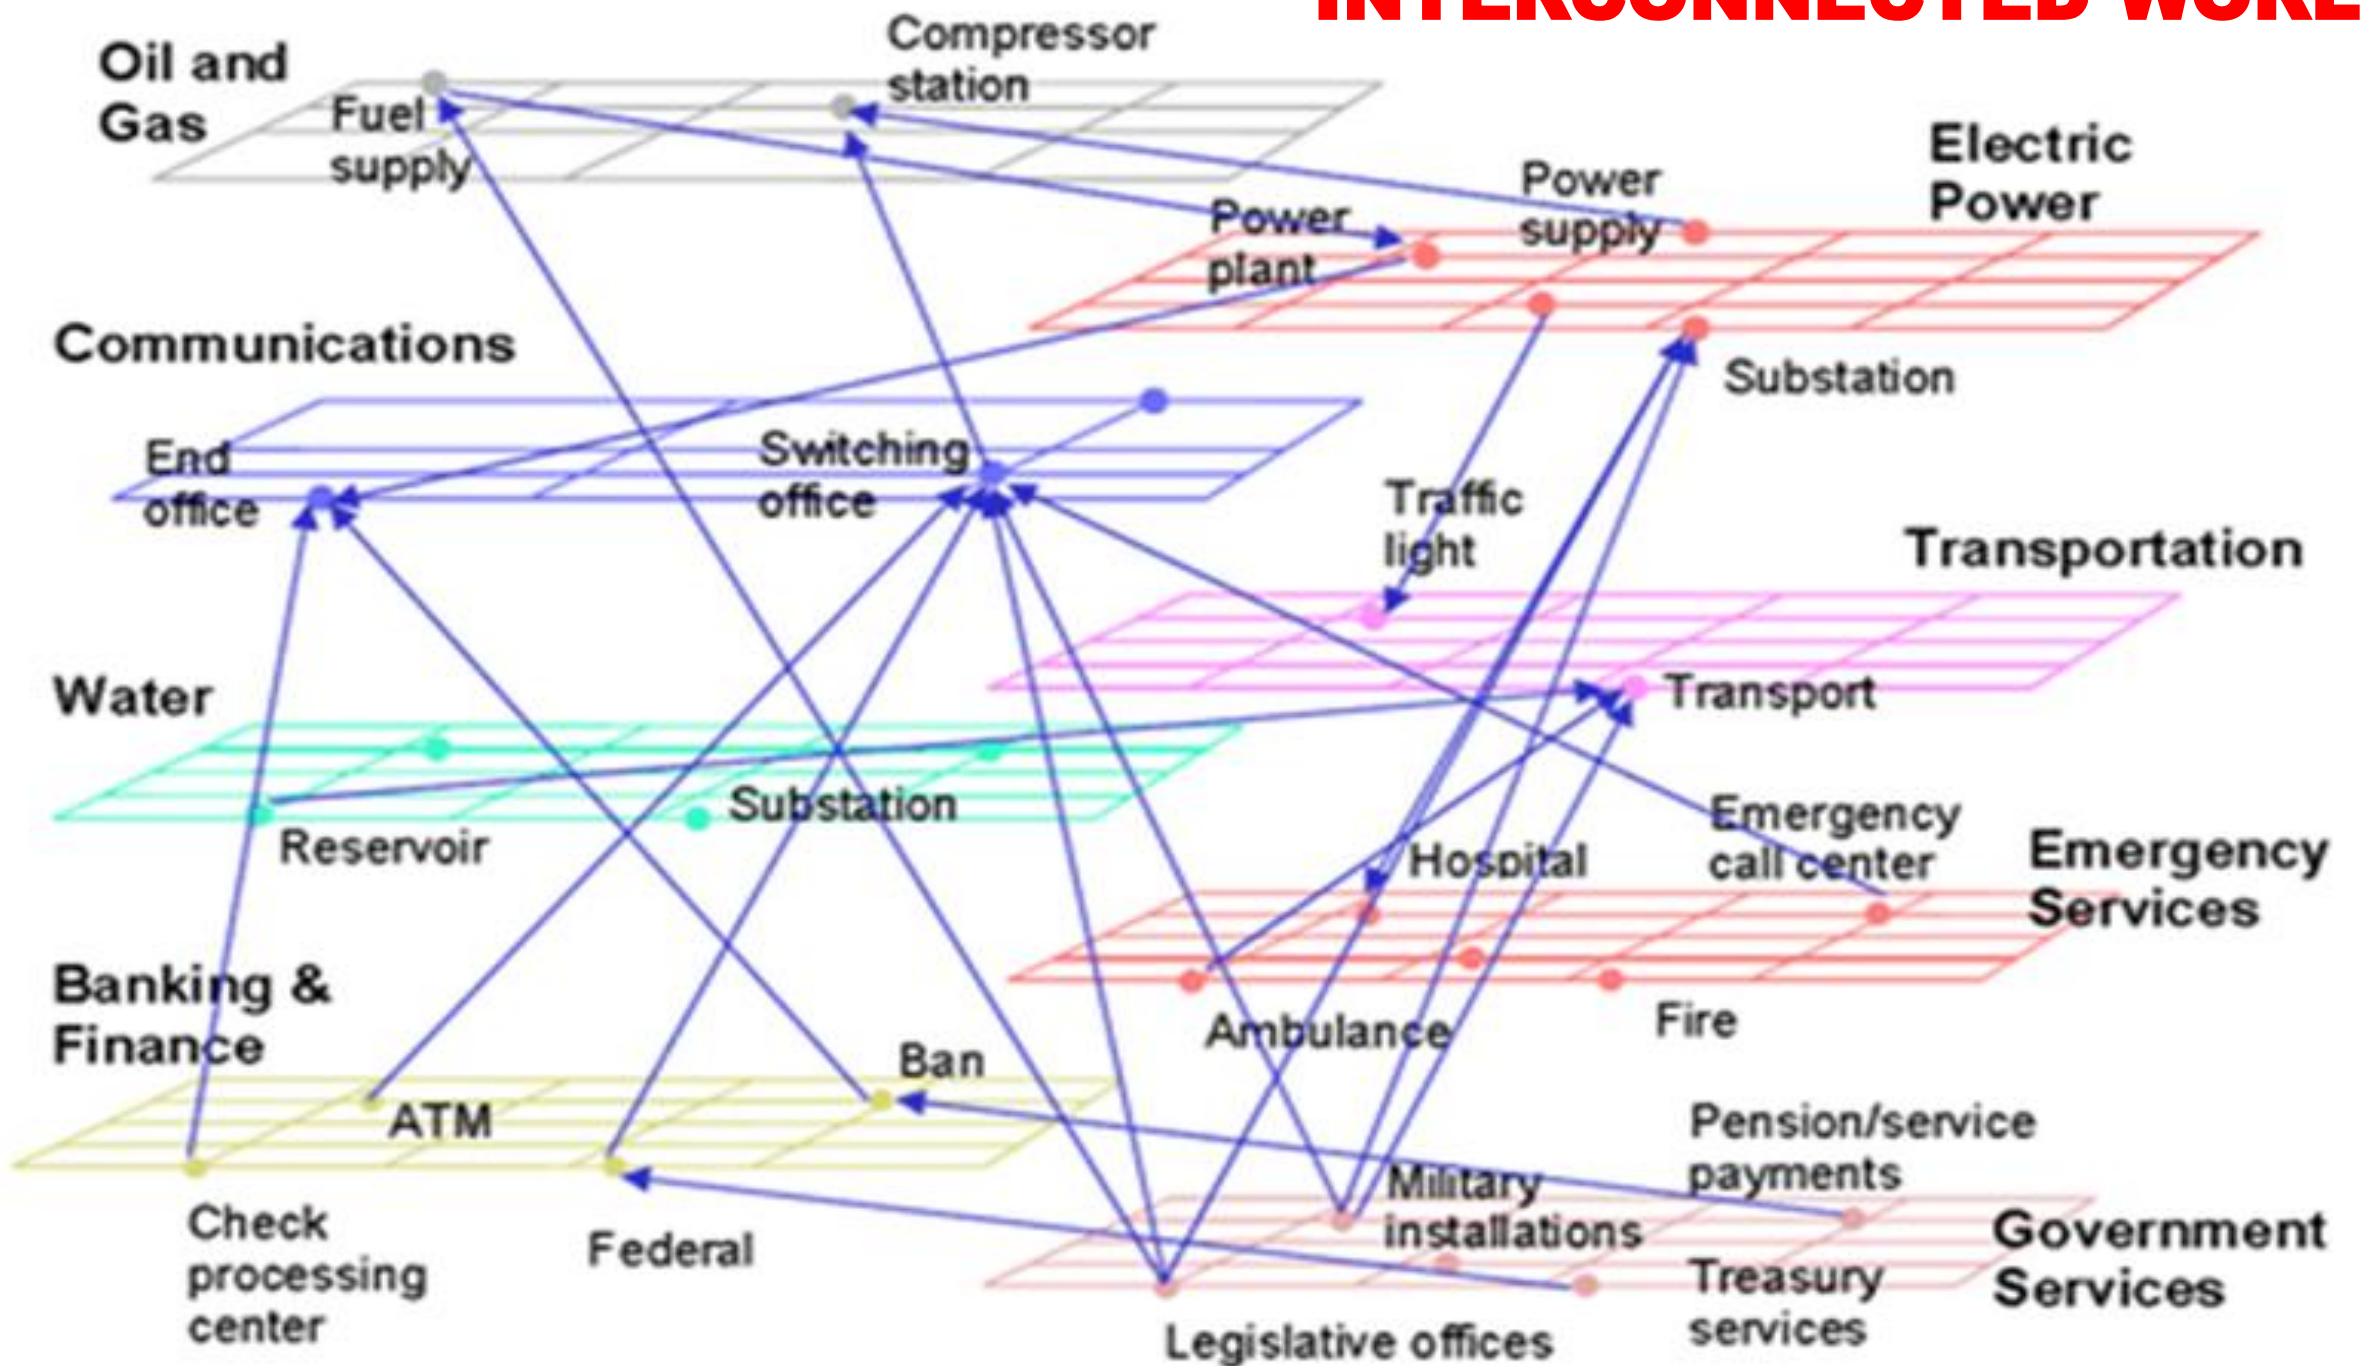 INTERCONNECTED
Oil and
Gas
Compressor
station
Fuel
supply
Electric
Power
Power
supply
Power
plant
Substation
Communications
End
office
Switching
office
Traffic
light
Transportation
Transport
Water
Substation
Reservoir
Hospital
Emergency
call center
Emergency
Services
Ambulance
Fire
Banking &
Finance
Ban
ATM
Check
processing
center
Federal
Pension/service
payments
Military
installations
Government
Services
Treasury
services
Legislative offices